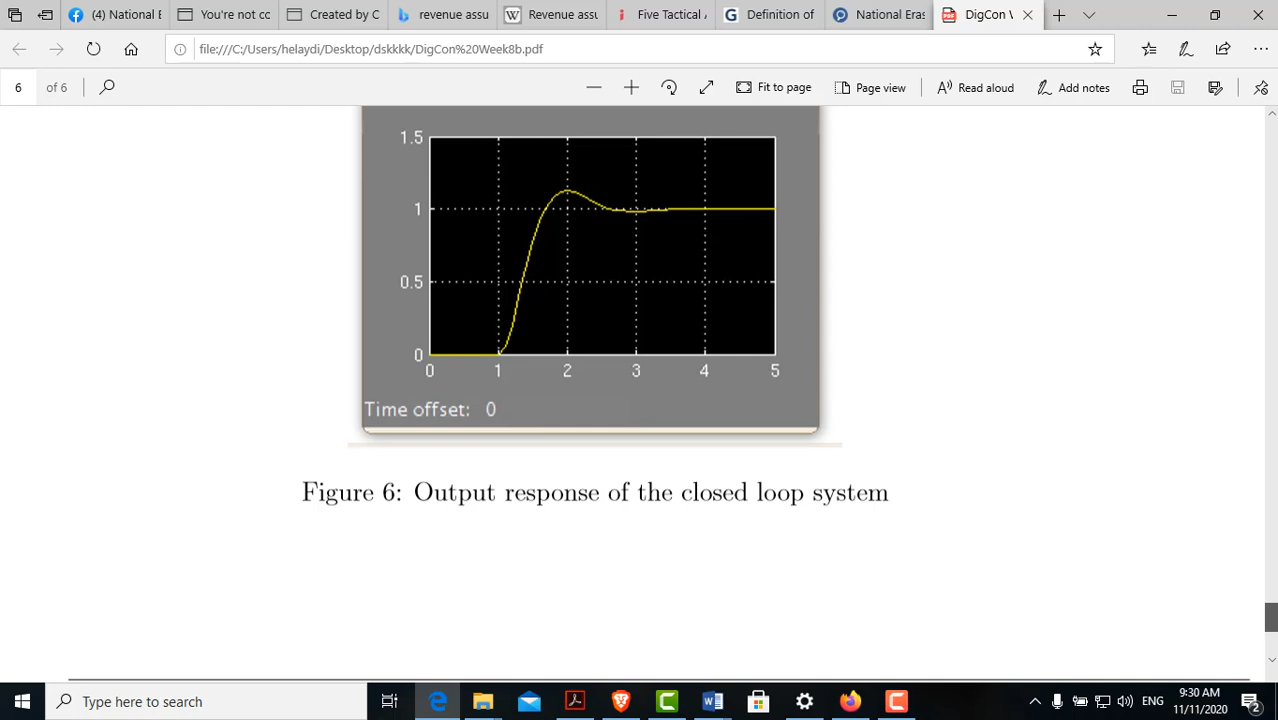 (4) National E
You're not cc
Created by C
revenue assu
Revenue assu
Five Tactical A
Definition of
National Eras
DigCon V
file:///C:/Users/helaydi/Desktop/dskkkk/DigCon%20Week8b.pdf
6 of 6 Fit to page Page view Read aloud Add notes
1.5
1
0.5
0
0 1 2 3 4 5
Time offset: 0
Figure 6: Output response of the closed loop system
Type here to search
ENG
9:30 AM
11/11/2020
2